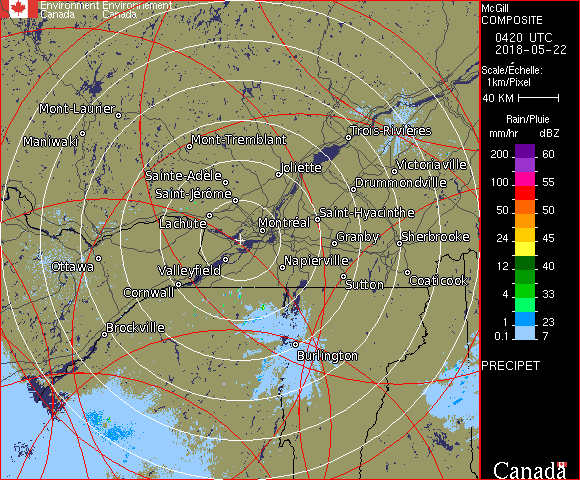 Environment Environnement
Canada Canada
Mont-Laurier
Trois-Rivières
Maniwaki
Mont-Tremblant
Joliette
Victoriaville
Sainte-Adèle
Drummondville
Saint-Jérôme
Saint-Hyacinthe
Lachute
Montréal
Granby
Sherbrooke
Ottawa
Valleyfield
Napierville
Cornwall
Sutton
Coaticook
Brockville
Burlington
McGill
COMPOSITE
0420 UTC
2018-05-22
Scale/Échelle:
1km/Pixel
40 KM
Rain/Pluie
mm/hr dBZ
200 60
155
100 55
50 50
24 45
12 40
4 33
1 23
0.1 7
PRECIPET
Canada